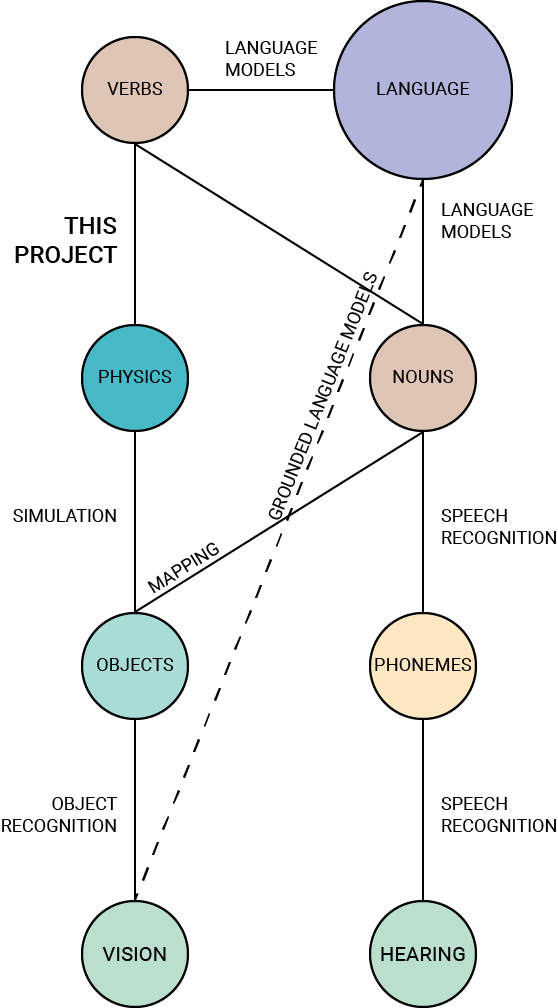 LANGUAGE
MODELS
VERBS
LANGUAGE
THIS
PROJECT
LANGUAGE
MODELS
GROUNDED LANGUAGE MODELS
PHYSICS
NOUNS
SIMULATION
SPEECH
RECOGNITION
MAPPING
OBJECTS
PHONEMES
OBJECT
RECOGNITION
SPEECH
RECOGNITION
VISION
HEARING